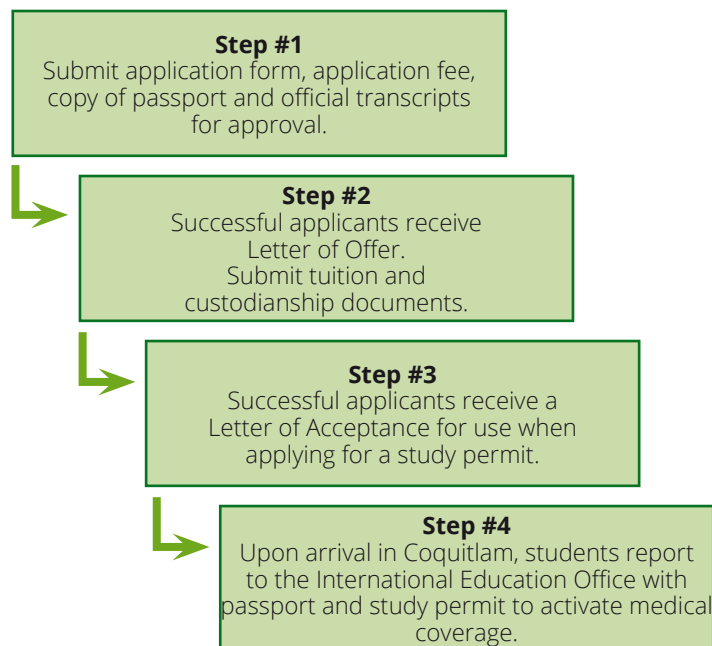 Step #1
Submit application form, application fee,
copy of passport and official transcripts
for approval.
Step #2
Successful applicants receive
Letter of Offer.
Submit tuition and
custodianship documents.
Step #3
Successful applicants receive a
Letter of Acceptance for use when
applying for a study permit.
Step #4
Upon arrival in Coquitlam, students report
to the International Education Office with
passport and study permit to activate medical
coverage.